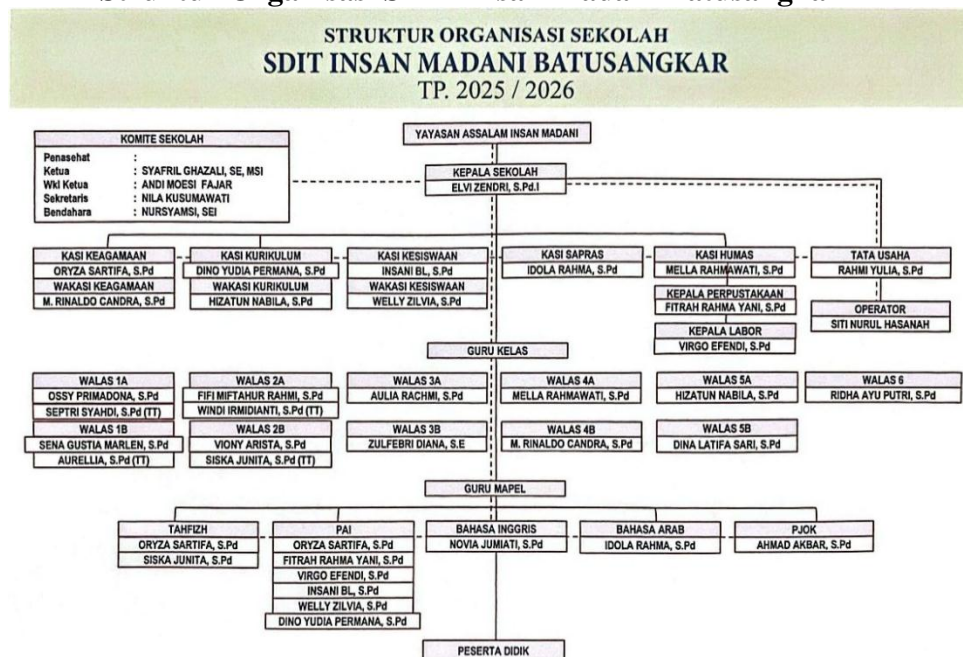 STRUKTUR ORGANISASI SEKOLAH
SDIT INSAN MADANI BATUSANGKAR
TP. 2025 / 2026
KOMITE SEKOLAH
Penasehat :
Ketua : SYAFRIL GHAZALI, SE, MSI
Wkl Ketua : ANDI MOESI FAJAR
Sekretaris : NILA KUSUMAWATI
Bendahara : NURSYAMSI, SEI
YAYASAN ASSALAM INSAN MADANI
KEPALA SEKOLAH
ELVI ZENDRI, S.Pd.I
KASI KEAGAMAAN
ORYZA SARTIFA, S.Pd
WAKASI KEAGAMAAN
M. RINALDO CANDRA, S.Pd
KASI KURIKULUM
DINO YUDIA PERMANA, S.Pd
WAKASI KURIKULUM
HIZATUN NABILA, S.Pd
KASI KESISWAAN
INSANI BL, S.Pd
WAKASI KESISWAAN
WELLY ZILVIA, S.Pd
KASI SAPRAS
IDOLA RAHMA, S.Pd
KASI HUMAS
MELLA RAHMAWATI, S.Pd
KEPALA PERPUSTAKAAN
FITRAH RAHMA YANI, S.Pd
KEPALA LABOR
VIRGO EFENDI, S.Pd
TATA USAHA
RAHMI YULIA, S.Pd
OPERATOR
SITI NURUL HASANAH
GURU KELAS
WALAS 1A
OSSY PRIMADONA, S.Pd
SEPTRI SYAHDI, S.Pd (TT)
WALAS 1B
SENA GUSTIA MARLEN, S.Pd
AURELLIA, S.Pd (TT)
WALAS 2A
FIFI MIFTAHUR RAHMI, S.Pd
WINDI IRMIDIANTI, S.Pd (TT)
WALAS 2B
VIONY ARISTA, S.Pd
SISKA JUNITA, S.Pd (TT)
WALAS 3A
AULIA RACHMI, S.Pd
WALAS 3B
ZULFEBRI DIANA, S.E
WALAS 4A
MELLA RAHMAWATI, S.Pd
WALAS 4B
M. RINALDO CANDRA, S.Pd
WALAS 5A
HIZATUN NABILA, S.Pd
WALAS 5B
DINA LATIFA SARI, S.Pd
WALAS 6
RIDHA AYU PUTRI, S.Pd
GURU MAPEL
TAHFIZH
ORYZA SARTIFA, S.Pd
SISKA JUNITA, S.Pd
PAI
ORYZA SARTIFA, S.Pd
FITRAH RAHMA YANI, S.Pd
VIRGO EFENDI, S.Pd
INSANI BL, S.Pd
WELLY ZILVIA, S.Pd
DINO YUDIA PERMANA, S.Pd
BAHASA INGGRIS
NOVIA JUMIATI, S.Pd
BAHASA ARAB
IDOLA RAHMA, S.Pd
PJOK
AHMAD AKBAR, S.Pd
PESERTA DIDIK